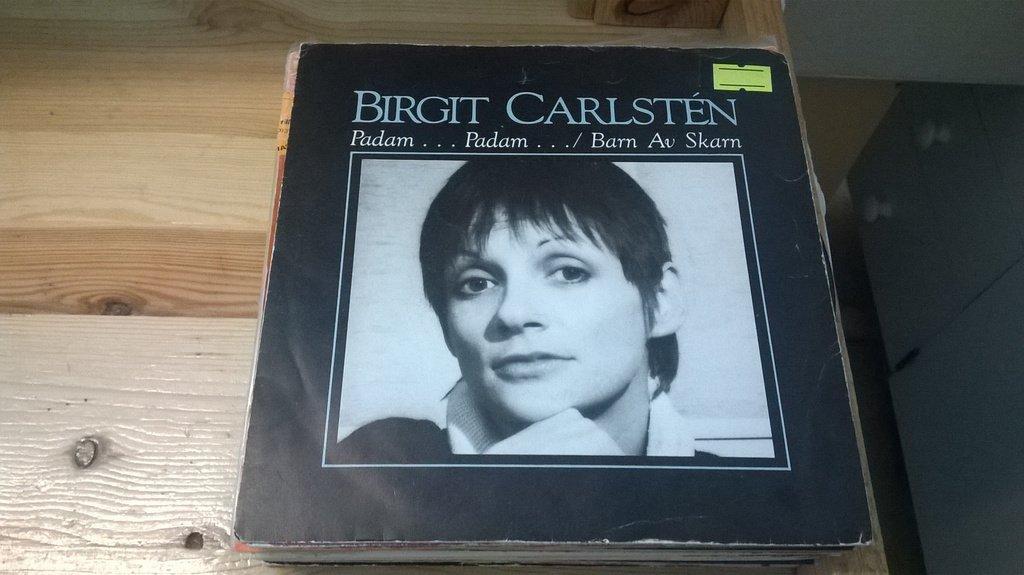 BIRGIT CARLSTÉN
Padam . . . Padam . . ./ Barn Av Skarn